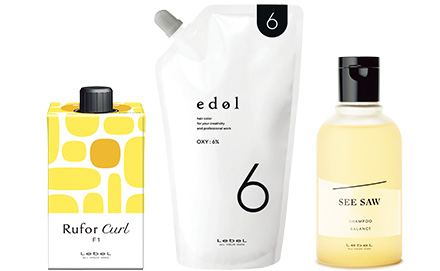 Rufor Curl
F1
LebeL
6
edøl
hair color
for your creativity
and professional work
OXY : 6%
6
LebeL
SEE SAW
SHAMPOO
BALANCE
LebeL